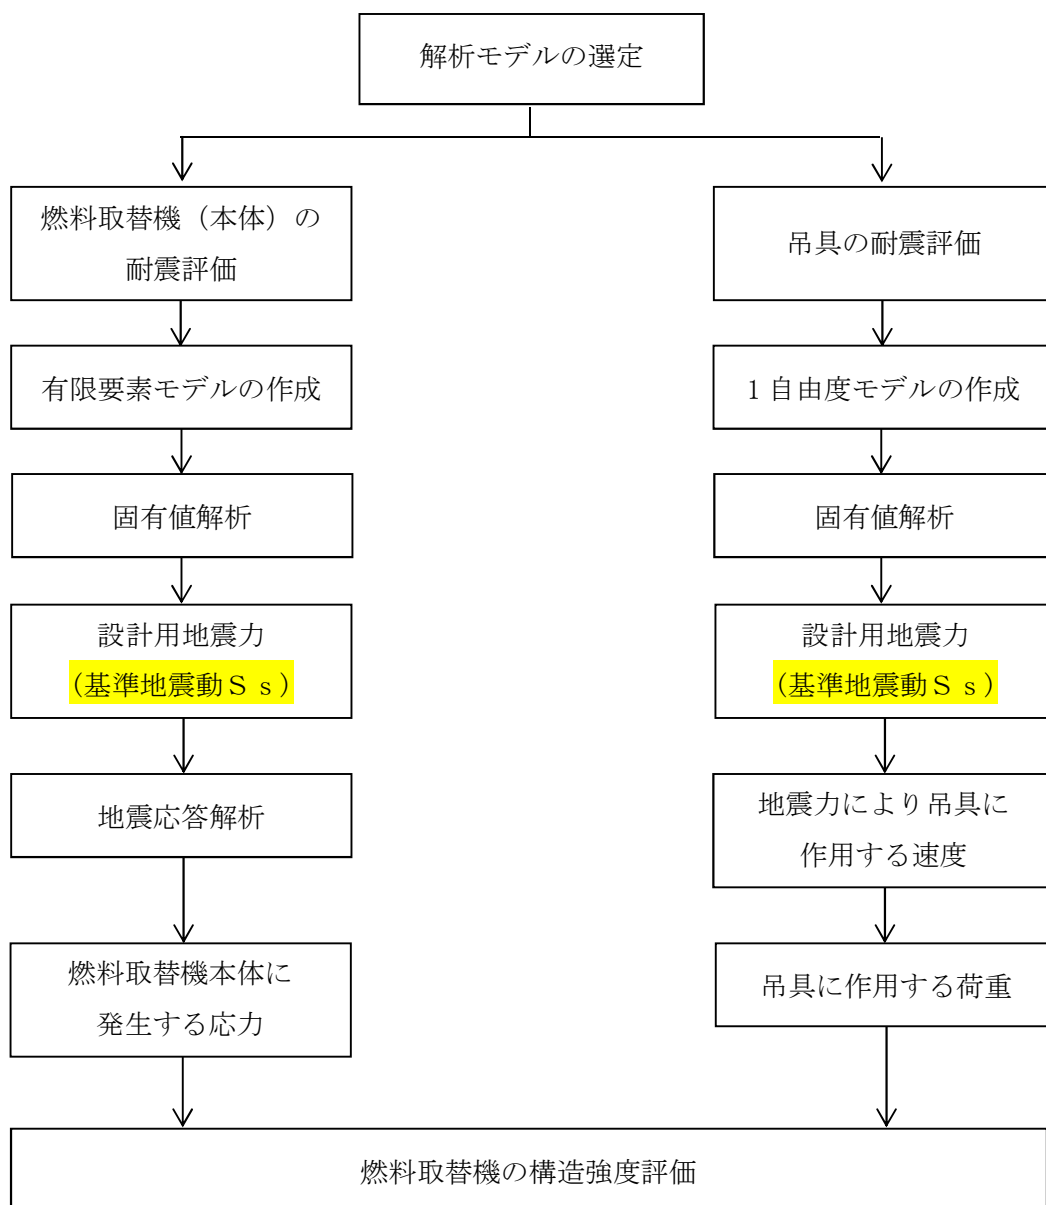 解析モデルの選定
燃料取替機（本体）の
耐震評価
吊具の耐震評価
有限要素モデルの作成
1自由度モデルの作成
固有値解析
固有値解析
設計用地震力
(基準地震動Ｓｓ)
設計用地震力
(基準地震動Ｓｓ)
地震応答解析
地震力により吊具に
作用する速度
燃料取替機本体に
発生する応力
吊具に作用する荷重
燃料取替機の構造強度評価